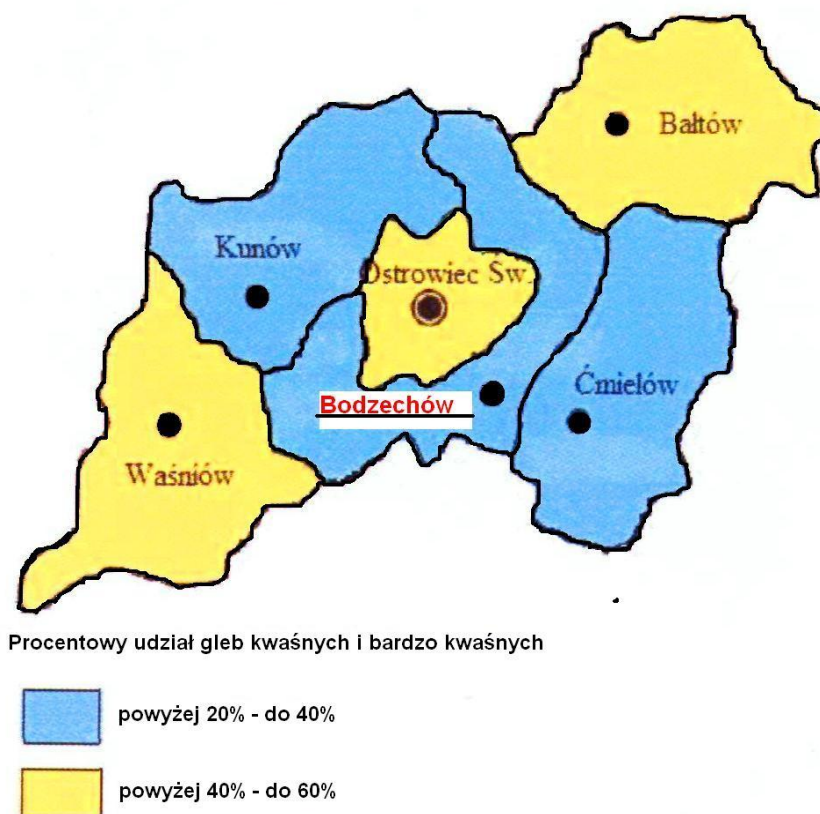 Bałtów
Kunów
Ostrowiec Św.
Ćmielów
Bodzechów
Waśniów
Procentowy udział gleb kwaśnych i bardzo kwaśnych
powyżej 20% - do 40%
powyżej 40% - do 60%